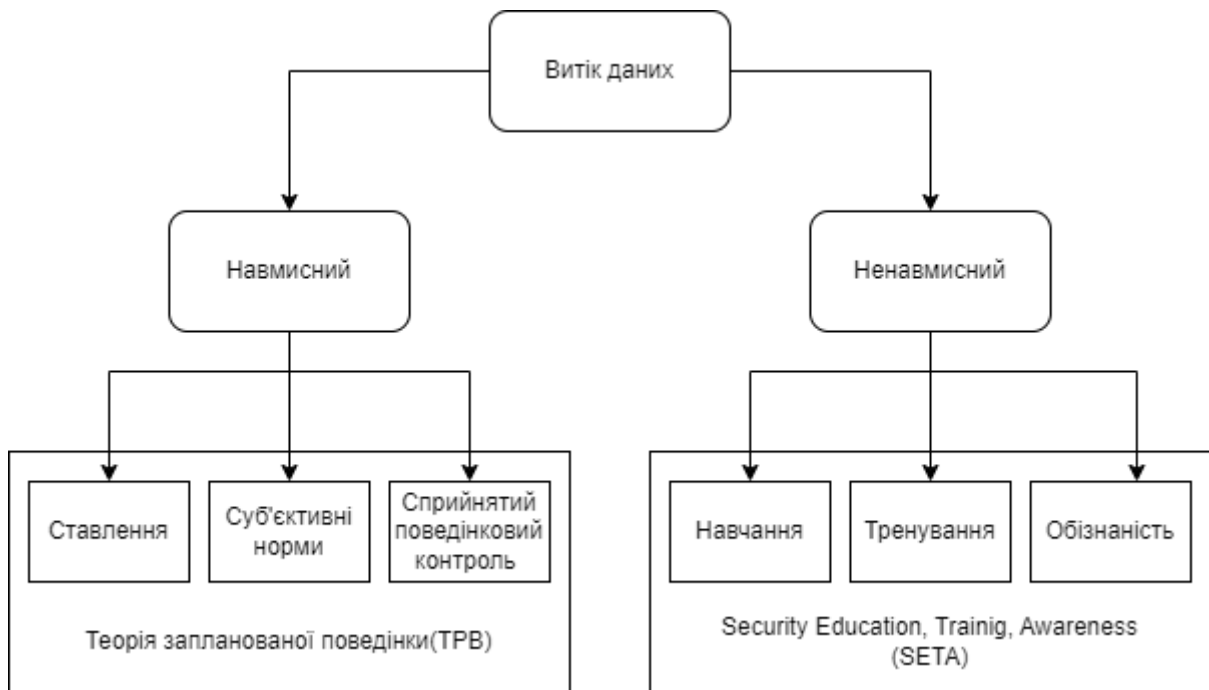 Витік даних
Навмисний
Ненавмисний
Ставлення
Суб'єктивні
норми
Сприйнятий
поведінковий
контроль
Навчання
Тренування
Обізнаність
Теорія запланованої поведінки(TPB)
Security Education, Trainig, Awareness
(SETA)